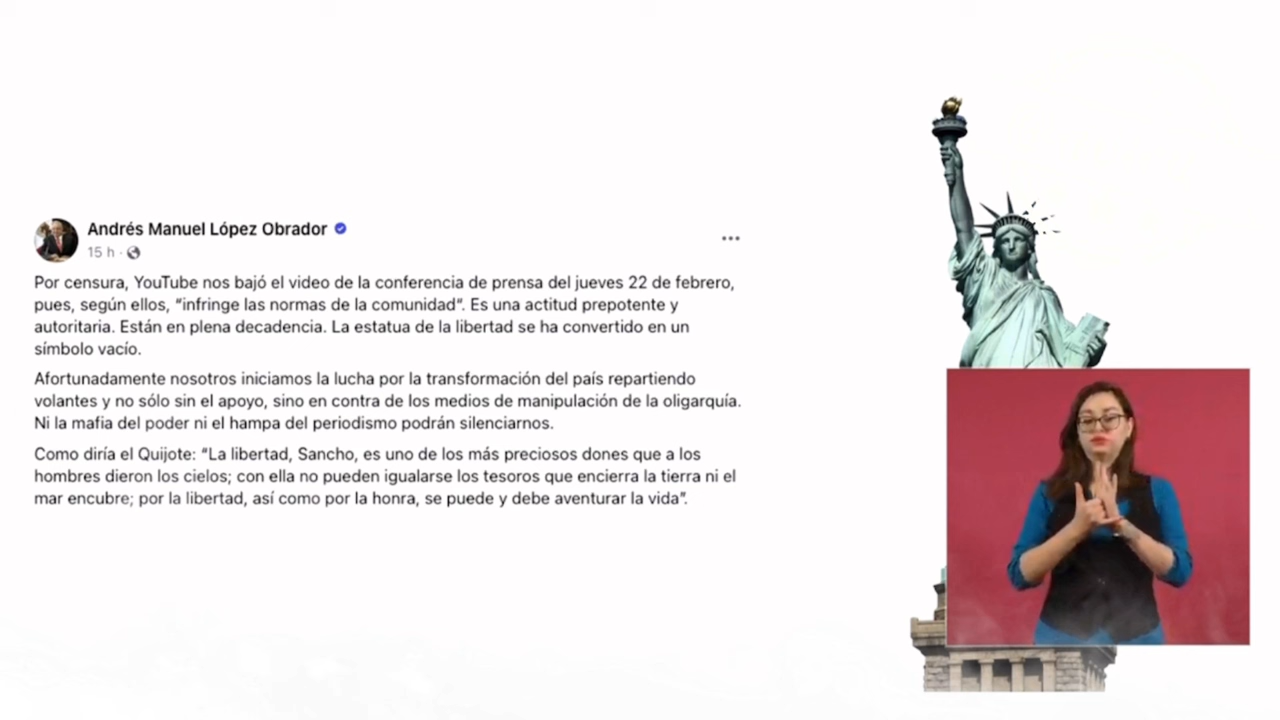 Andrés Manuel López Obrador
15 h ·
Por censura, YouTube nos bajó el video de la conferencia de prensa del jueves 22 de febrero,
pues, según ellos, “infringe las normas de la comunidad”. Es una actitud prepotente y
autoritaria. Están en plena decadencia. La estatua de la libertad se ha convertido en un
símbolo vacío.
Afortunadamente nosotros iniciamos la lucha por la transformación del país repartiendo
volantes y no sólo sin el apoyo, sino en contra de los medios de manipulación de la oligarquía.
Ni la mafia del poder ni el hampa del periodismo podrán silenciarnos.
Como diría el Quijote: “La libertad, Sancho, es uno de los más preciosos dones que a los
hombres dieron los cielos; con ella no pueden igualarse los tesoros que encierra la tierra ni el
mar encubre; por la libertad, así como por la honra, se puede y debe aventurar la vida”.